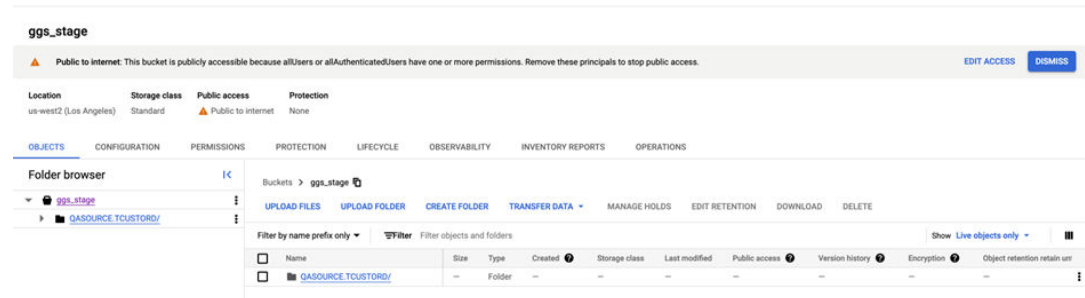 ggs_stage
Public to internet: This bucket is publicly accessible because allUsers or allAuthenticatedUsers have one or more permissions. Remove these principals to stop public access.
EDIT ACCESS
DISMISS
Location Storage class Public access Protection
us-west2 (Los Angeles) Standard Public to internet None
OBJECTS CONFIGURATION PERMISSIONS PROTECTION LIFECYCLE OBSERVABILITY INVENTORY REPORTS OPERATIONS
Folder browser
ggs_stage
QASOURCE.TCUSTORD/
Buckets > ggs_stage
UPLOAD FILES UPLOAD FOLDER CREATE FOLDER TRANSFER DATA MANAGE HOLDS EDIT RETENTION DOWNLOAD DELETE
Filter by name prefix only Filter Filter objects and folders Show Live objects only
Name Size Type Created Storage class Last modified Public access Version history Encryption Object retention retain unt
QASOURCE.TCUSTORD/ — Folder — — — — — — —